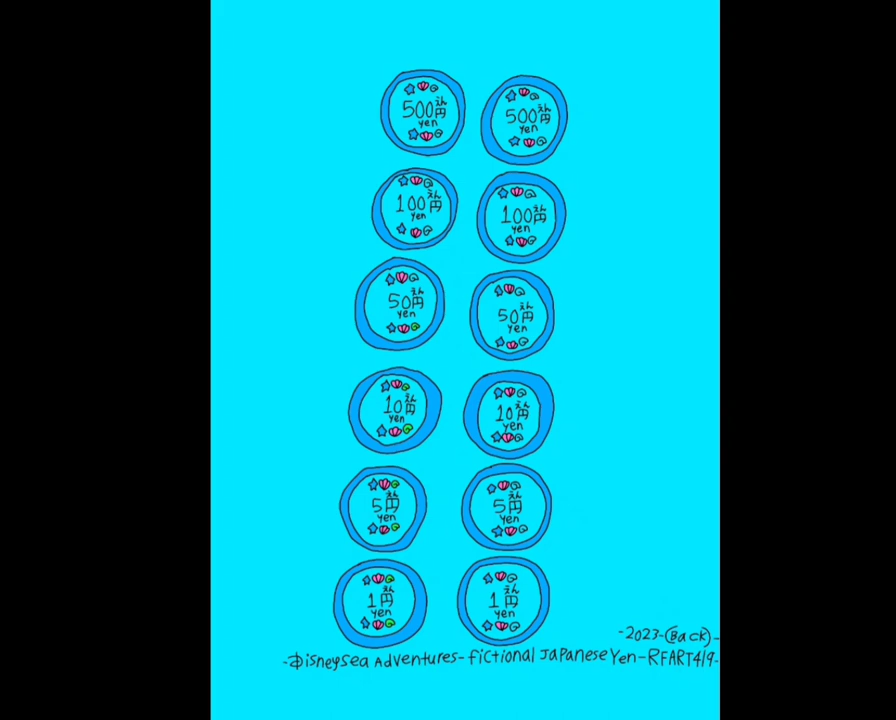 えん えん
500円 500円
yen yen
えん えん
100円 100円
yen yen
えん えん
50円 50円
yen yen
えん えん
10円 10円
yen yen
えん えん
5円 5円
yen yen
えん えん
1円 1円
yen yen
-2023-(Back)-
-Disneysea Adventures-fictional Japanese Yen-RFART419-